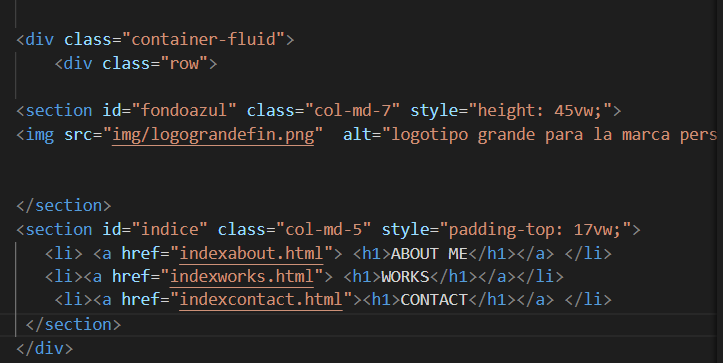 <div class="container-fluid">
<div class="row">
<section id="fondoazul" class="col-md-7" style="height: 45vw;">
<img src="img/logograndefin.png"  alt="logotipo grande para la marca pers
</section>
<section id="indice" class="col-md-5" style="padding-top: 17vw;">
<li> <a href="indexabout.html"> <h1>ABOUT ME</h1></a> </li>
<li><a href="indexworks.html"> <h1>WORKS</h1></a></li>
<li><a href="indexcontact.html"><h1>CONTACT</h1></a> </li>
</section>
</div>